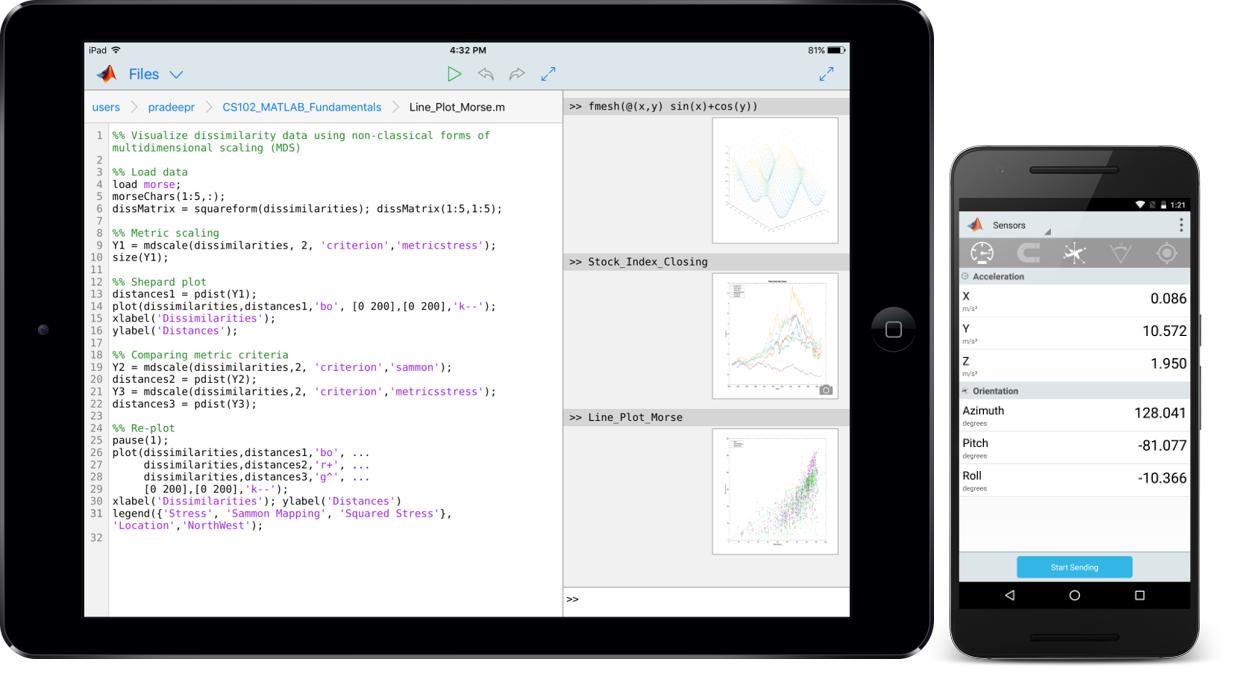 iPad
4:32 PM
81%
Files
users
pradeepr
CS102_MATLAB_Fundamentals
Line_Plot_Morse.m
1 %% Visualize dissimilarity data using non-classical forms of
multidimensional scaling (MDS)
2
3 %% Load data
4 load morse;
5 morseChars(1:5,:);
6 dissMatrix = squareform(dissimilarities); dissMatrix(1:5,1:5);
7
8 %% Metric scaling
9 Y1 = mdscale(dissimilarities, 2, 'criterion','metricstress');
10 size(Y1);
11
12 %% Shepard plot
13 distances1 = pdist(Y1);
14 plot(dissimilarities,distances1,'bo', [0 200],[0 200],'k--');
15 xlabel('Dissimilarities');
16 ylabel('Distances');
17
18 %% Comparing metric criteria
19 Y2 = mdscale(dissimilarities,2, 'criterion','sammon');
20 distances2 = pdist(Y2);
21 Y3 = mdscale(dissimilarities,2, 'criterion','metricsstress');
22 distances3 = pdist(Y3);
23
24 %% Re-plot
25 pause(1);
26 plot(dissimilarities,distances1,'bo', ...
27 dissimilarities,distances2,'r+', ...
28 dissimilarities,distances3,'g^', ...
29 [0 200],[0 200],'k--');
30 xlabel('Dissimilarities'); ylabel('Distances')
31 legend({'Stress', 'Sammon Mapping', 'Squared Stress'},
'Location','NorthWest');
32
>> fmesh(@(x,y) sin(x)+cos(y))
>> Stock_Index_Closing
>> Line_Plot_Morse
>>
1:21
Sensors
Acceleration
X 0.086
m/s²
Y 10.572
m/s²
Z 1.950
m/s²
Orientation
Azimuth 128.041
degrees
Pitch -81.077
degrees
Roll -10.366
degrees
Start Sending